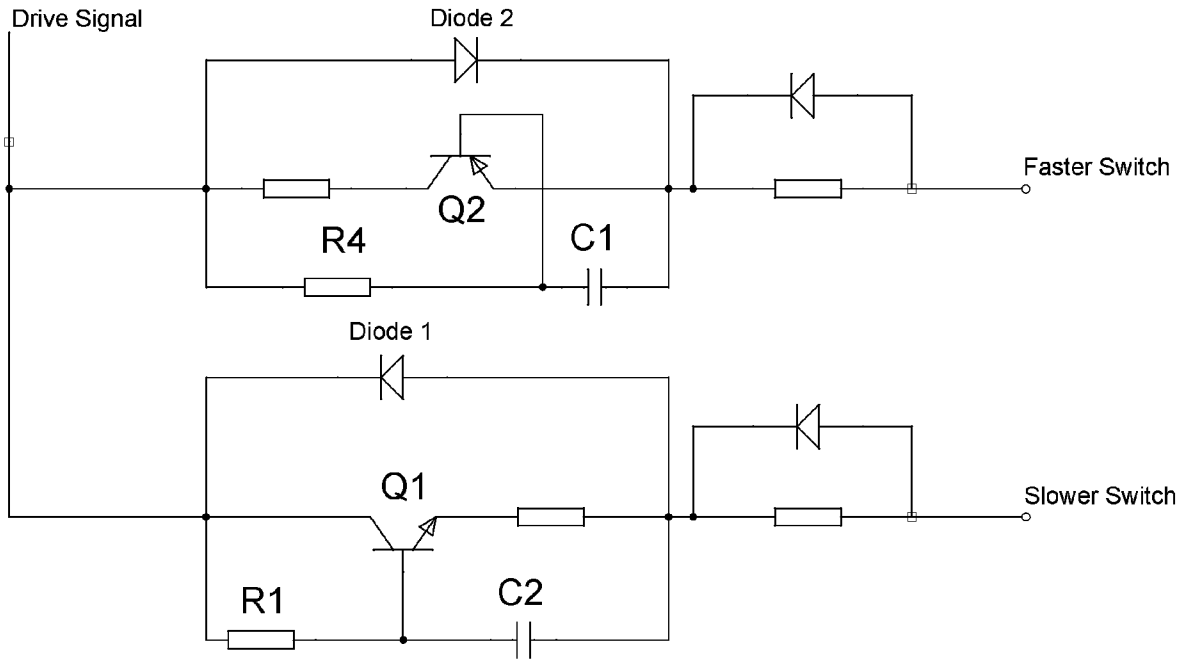 Drive Signal
Diode 2
Faster Switch
Q2
R4
C1
Diode 1
Q1
Slower Switch
R1
C2